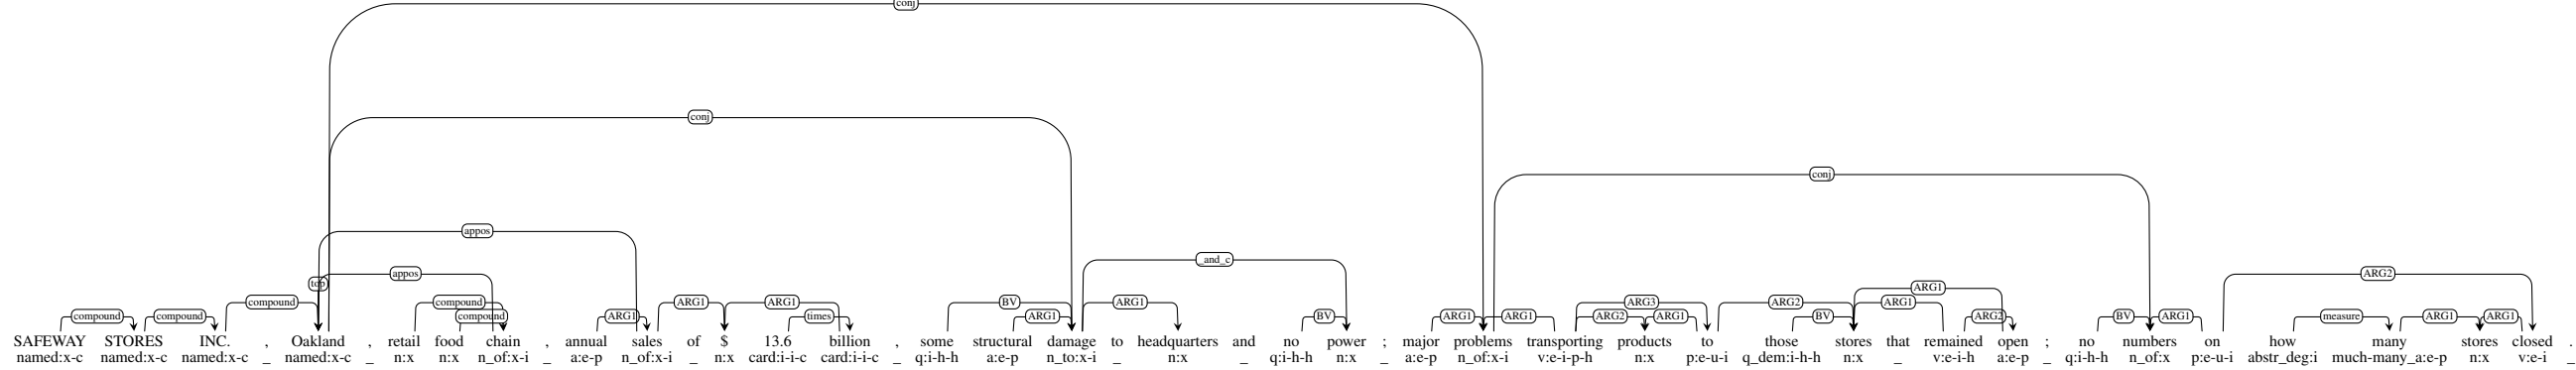 conj
conj
conj
appos
_and_c
appos
ARG2
top
ARG1
compound
compound
ARG1
ARG1
BV
ARG1
ARG3
ARG2
ARG1
compound
compound
compound
ARG1
times
ARG1
BV
ARG1
ARG1
ARG2
ARG1
BV
ARG2
BV
ARG1
measure
ARG1
ARG1
SAFEWAY STORES INC. , Oakland , retail food chain , annual sales of $ 13.6 billion , some structural damage to headquarters and no power ; major problems transporting products to those stores that remained open ; no numbers on how many stores closed .
named:x-c named:x-c named:x-c _ named:x-c _ n:x n:x n_of:x-i _ a:e-p n_of:x-i _ n:x card:i-i-c card:i-i-c _ q:i-h-h a:e-p n_to:x-i _ n:x _ q:i-h-h n:x _ a:e-p n_of:x-i v:e-i-p-h n:x p:e-u-i q_dem:i-h-h n:x _ v:e-i-h a:e-p _ q:i-h-h n_of:x p:e-u-i abstr_deg:i much-many_a:e-p n:x v:e-i _